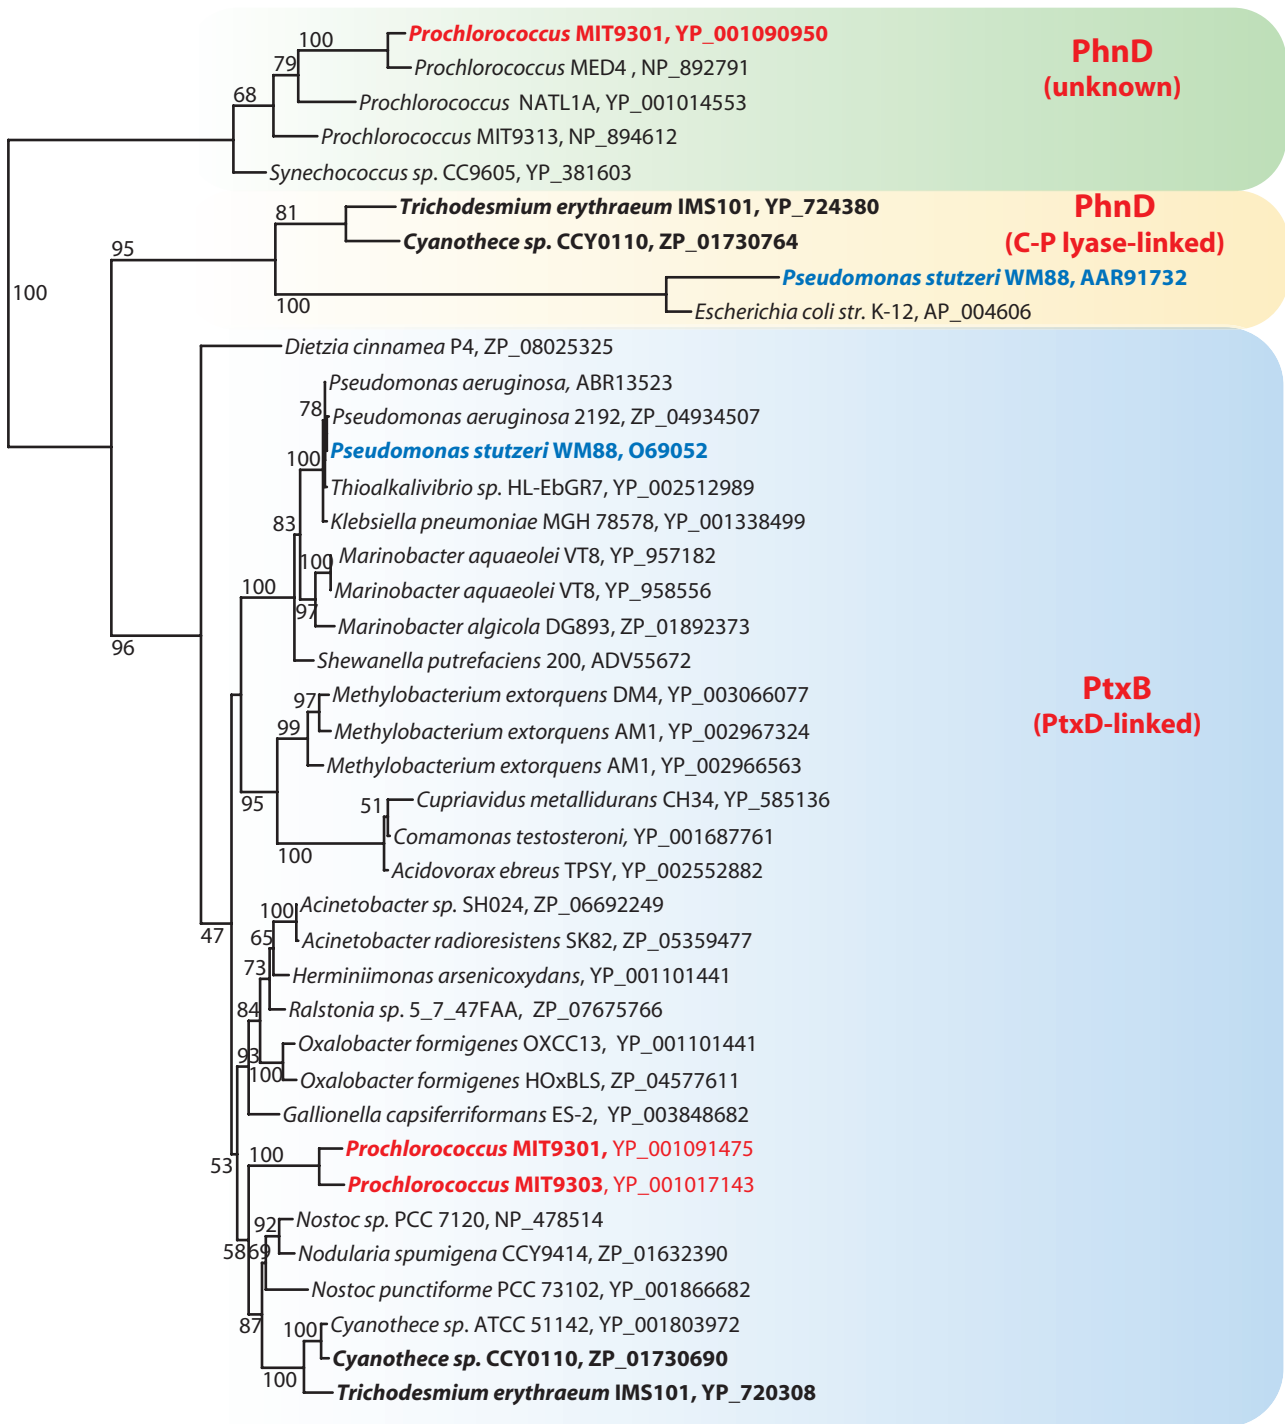 Prochlorococcus MIT9301, YP_001090950
100
PhnD
(unknown)
79
Prochlorococcus MED4 , NP_892791
68
Prochlorococcus NATL1A, YP_001014553
Prochlorococcus MIT9313, NP_894612
Synechococcus sp. CC9605, YP_381603
Trichodesmium erythraeum IMS101, YP_724380
81
PhnD
(C-P lyase-linked)
95
Cyanothece sp. CCY0110, ZP_01730764
Pseudomonas stutzeri WM88, AAR91732
100
100
Escherichia coli str. K-12, AP_004606
Dietzia cinnamea P4, ZP_08025325
Pseudomonas aeruginosa, ABR13523
78
Pseudomonas aeruginosa 2192, ZP_04934507
Pseudomonas stutzeri WM88, O69052
100
Thioalkalivibrio sp. HL-EbGR7, YP_002512989
83
Klebsiella pneumoniae MGH 78578, YP_001338499
100
Marinobacter aquaeolei VT8, YP_957182
100
Marinobacter aquaeolei VT8, YP_958556
97
Marinobacter algicola DG893, ZP_01892373
96
Shewanella putrefaciens 200, ADV55672
PtxB
(PtxD-linked)
97
Methylobacterium extorquens DM4, YP_003066077
99
Methylobacterium extorquens AM1, YP_002967324
Methylobacterium extorquens AM1, YP_002966563
95
51
Cupriavidus metallidurans CH34, YP_585136
Comamonas testosteroni, YP_001687761
100
Acidovorax ebreus TPSY, YP_002552882
100
Acinetobacter sp. SH024, ZP_06692249
47
65
Acinetobacter radioresistens SK82, ZP_05359477
73
Herminiimonas arsenicoxydans, YP_001101441
84
Ralstonia sp. 5_7_47FAA, ZP_07675766
93
Oxalobacter formigenes OXCC13, YP_001101441
100
Oxalobacter formigenes HOxBLS, ZP_04577611
Gallionella capsiferriformans ES-2, YP_003848682
53
100
Prochlorococcus MIT9301, YP_001091475
Prochlorococcus MIT9303, YP_001017143
92
Nostoc sp. PCC 7120, NP_478514
58
69
Nodularia spumigena CCY9414, ZP_01632390
Nostoc punctiforme PCC 73102, YP_001866682
87
100
Cyanothece sp. ATCC 51142, YP_001803972
Cyanothece sp. CCY0110, ZP_01730690
100
Trichodesmium erythraeum IMS101, YP_720308